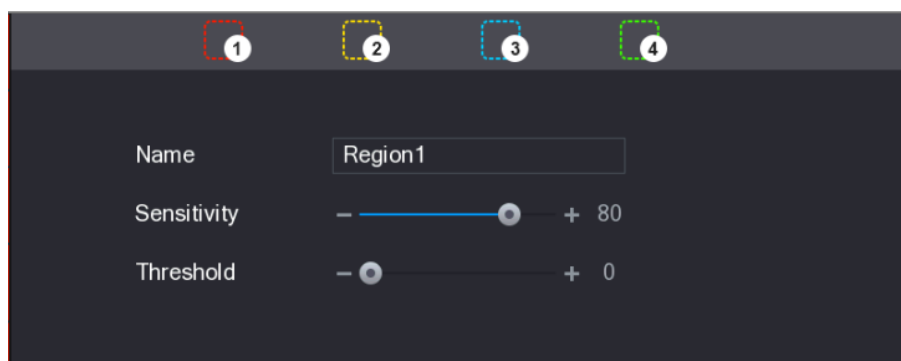 1 2 3 4
Name Region1
Sensitivity − + 80
Threshold − + 0